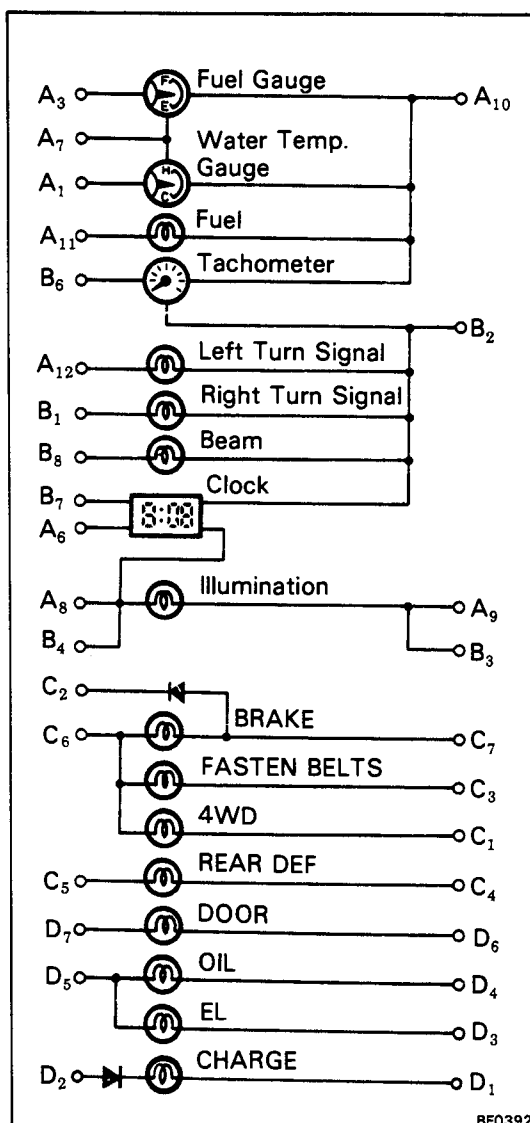 A3 Fuel Gauge A10
F
E
A7 Water Temp.
A1 Gauge
H
C
A11 Fuel
B6 Tachometer
B2
A12 Left Turn Signal
B1 Right Turn Signal
B8 Beam
B7 Clock
A6 6:08
A8 Illumination A9
B4 B3
C2 BRAKE
C6 C7
FASTEN BELTS C3
4WD C1
C5 REAR DEF C4
D7 DOOR D6
D5 OIL D4
EL D3
D2 CHARGE D1
BE0392